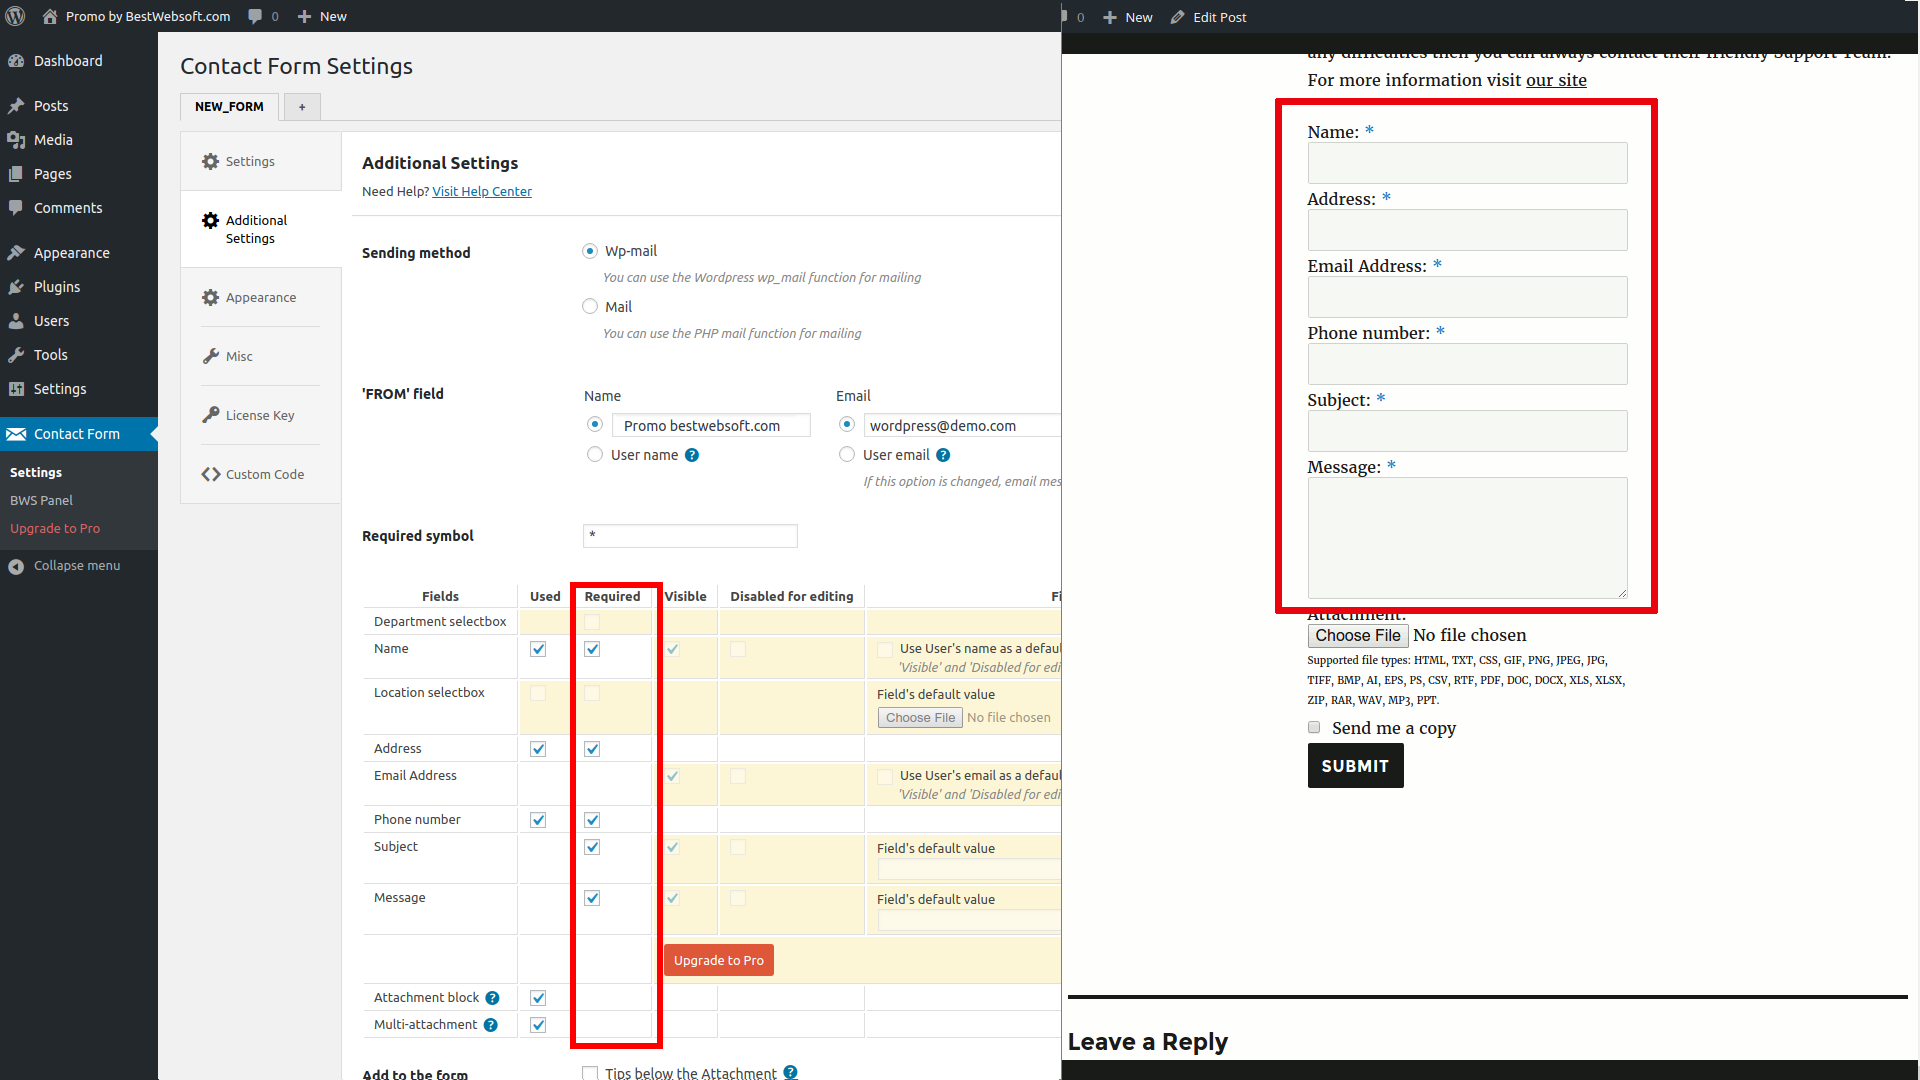 Promo by BestWebsoft.com 0 New
Dashboard
Posts
Media
Pages
Comments
Appearance
Plugins
Users
Tools
Settings
Contact Form
Settings
BWS Panel
Upgrade to Pro
Collapse menu
Contact Form Settings
NEW_FORM +
Settings
Additional
Settings
Appearance
Misc
License Key
Custom Code
Additional Settings
Need Help? Visit Help Center
Sending method
Wp-mail
You can use the Wordpress wp_mail function for mailing
Mail
You can use the PHP mail function for mailing
'FROM' field
Name Email
Promo bestwebsoft.com wordpress@demo.com
User name ? User email ?
If this option is changed, email mes
Required symbol *
Fields Used Required Visible Disabled for editing Fi
Department selectbox
Name Use User's name as a defau
'Visible' and 'Disabled for edi
Location selectbox Field's default value
Choose File No file chosen
Address
Email Address Use User's email as a defau
'Visible' and 'Disabled for edi
Phone number
Subject Field's default value
Message Field's default value
Upgrade to Pro
Attachment block ?
Multi-attachment ?
Add to the form Tips below the Attachment ?
0 New Edit Post
any difficulties then you can always contact their friendly Support Team.
For more information visit our site
Name: *
Address: *
Email Address: *
Phone number: *
Subject: *
Message: *
Attachment:
Choose File No file chosen
Supported file types: HTML, TXT, CSS, GIF, PNG, JPEG, JPG,
TIFF, BMP, AI, EPS, PS, CSV, RTF, PDF, DOC, DOCX, XLS, XLSX,
ZIP, RAR, WAV, MP3, PPT.
Send me a copy
SUBMIT
Leave a Reply